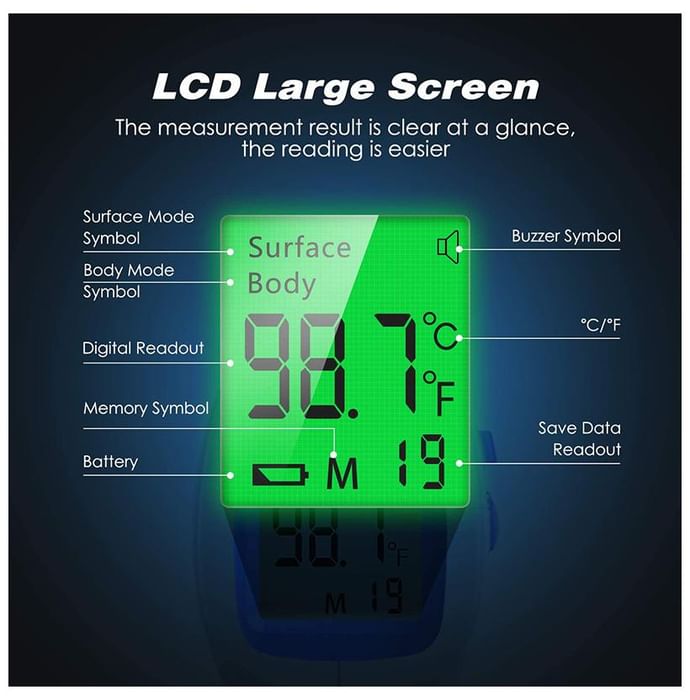 LCD Large Screen
The measurement result is clear at a glance,
the reading is easier
Surface Mode
Symbol
Body Mode
Symbol
Digital Readout
Memory Symbol
Battery
Surface
Body
98.7
°C
°F
M 19
Buzzer Symbol
°C/°F
Save Data
Readout
98. 1 °F
M 19